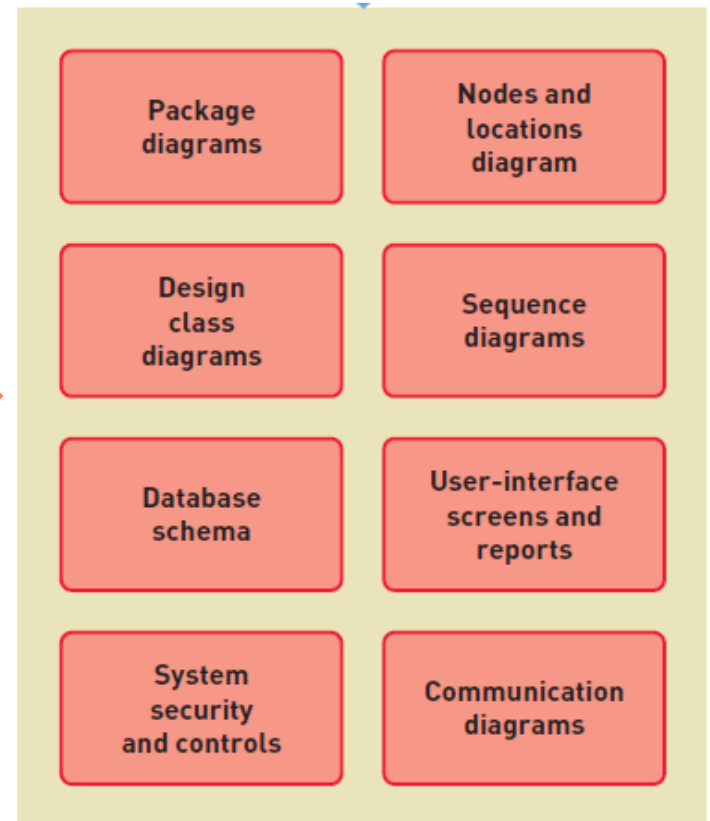 Package
diagrams
Nodes and
locations
diagram
Design
class
diagrams
Sequence
diagrams
Database
schema
User-interface
screens and
reports
System
security
and controls
Communication
diagrams